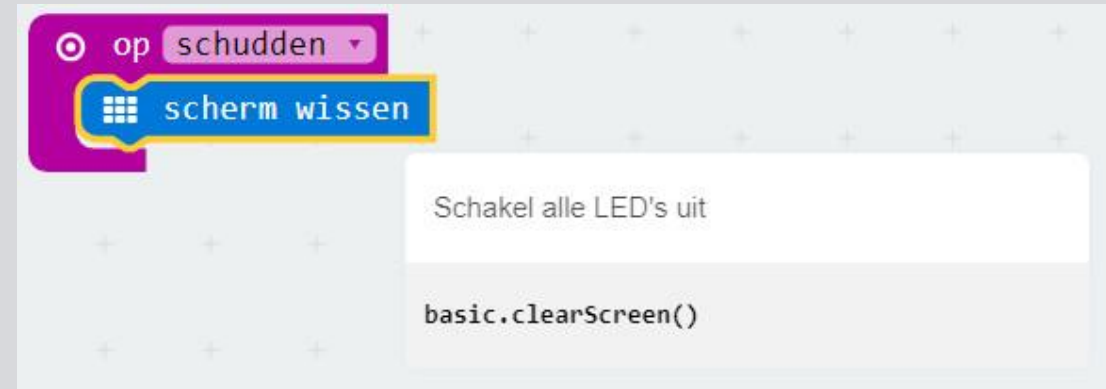 op schudden
scherm wissen
Schakel alle LED's uit
basic.clearScreen()